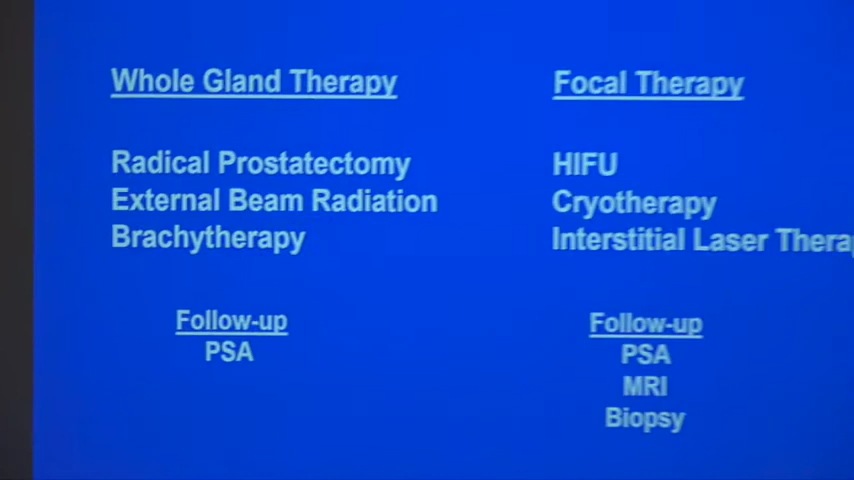 Whole Gland Therapy
Radical Prostatectomy
External Beam Radiation
Brachytherapy
Follow-up
PSA
Focal Therapy
HIFU
Cryotherapy
Interstitial Laser
Follow-up
PSA
MRI
Biopsy